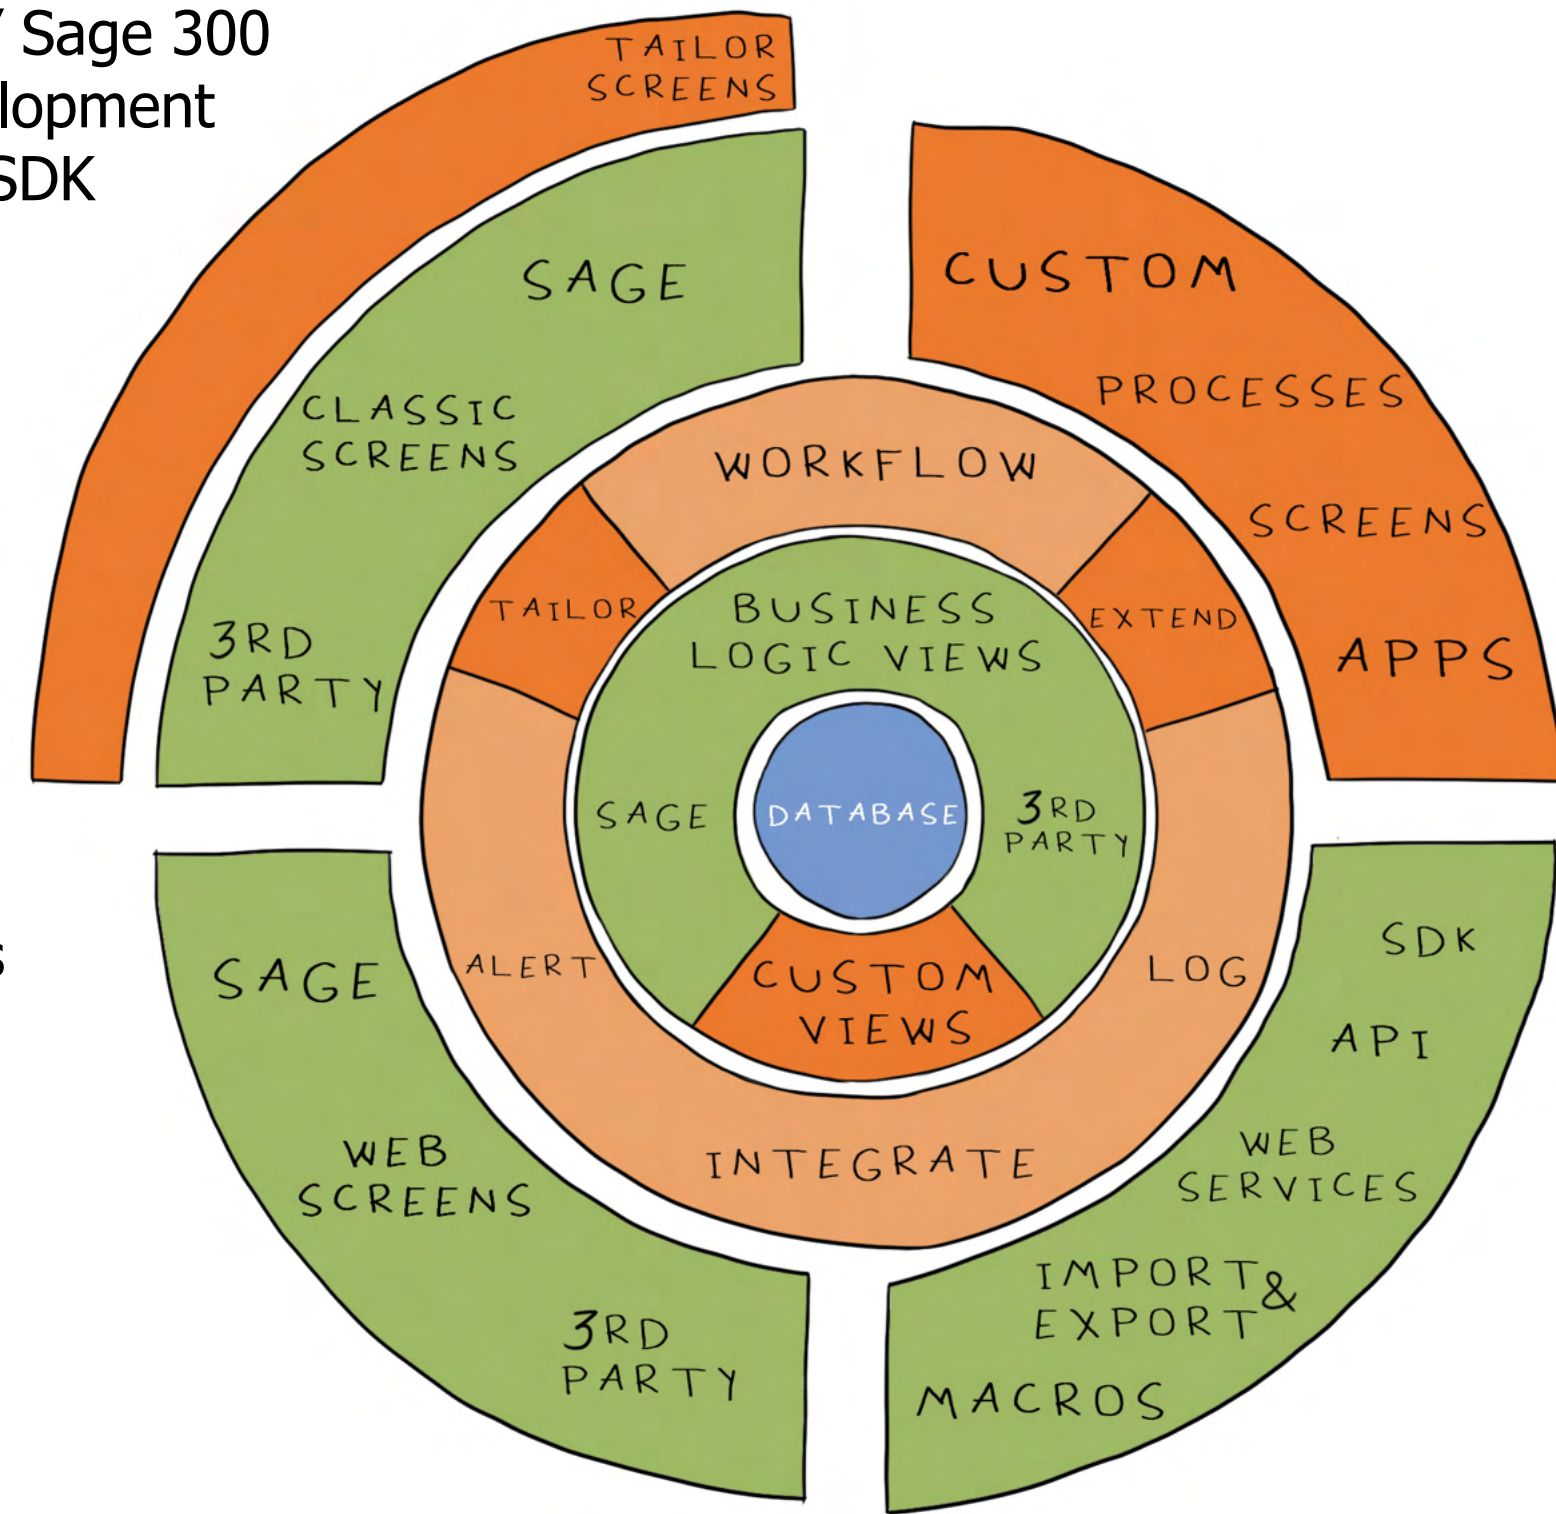 Sage 300
lopment
SDK
s
TAILOR
SCREENS
SAGE
CLASSIC
SCREENS
3RD
PARTY
CUSTOM
PROCESSES
SCREENS
APPS
WORKFLOW
TAILOR
EXTEND
BUSINESS
LOGIC VIEWS
SAGE
DATABASE
3RD
PARTY
CUSTOM
VIEWS
ALERT
LOG
INTEGRATE
SAGE
WEB
SCREENS
3RD
PARTY
SDK
API
WEB
SERVICES
IMPORT &
EXPORT
MACROS